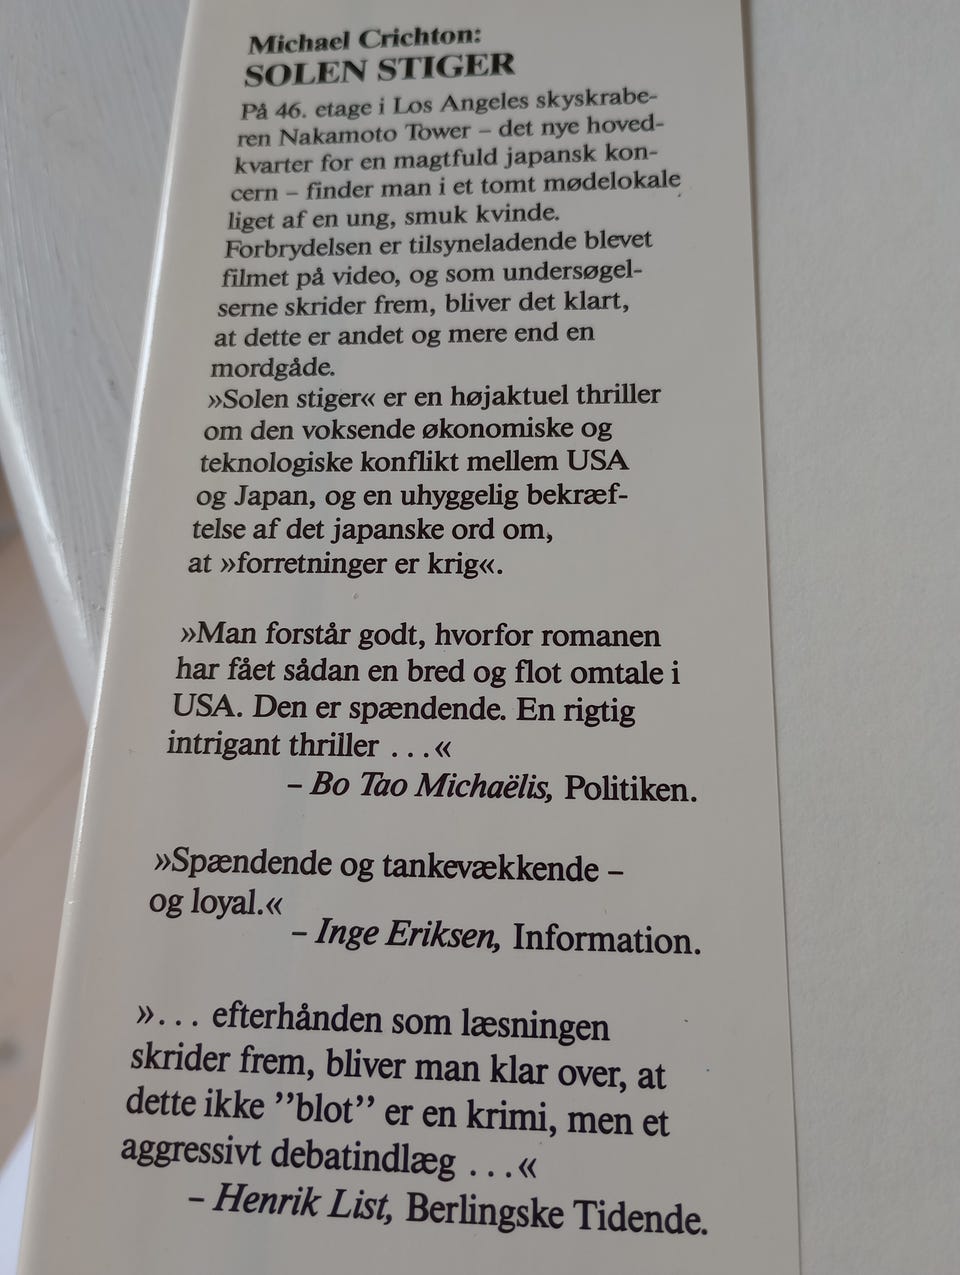 Michael Crichton:
SOLEN STIGER
På 46. etage i Los Angeles skyskrabe-
ren Nakamoto Tower – det nye hoved-
kvarter for en magtfuld japansk kon-
cern – finder man i et tomt mødelokale
liget af en ung, smuk kvinde.
Forbrydelsen er tilsyneladende blevet
filmet på video, og som undersøgel-
serne skrider frem, bliver det klart,
at dette er andet og mere end en
mordgåde.
»Solen stiger« er en højaktuel thriller
om den voksende økonomiske og
teknologiske konflikt mellem USA
og Japan, og en uhyggelig bekræf-
telse af det japanske ord om,
at »forretninger er krig«.
»Man forstår godt, hvorfor romanen
har fået sådan en bred og flot omtale i
USA. Den er spændende. En rigtig
intrigant thriller ...«
– Bo Tao Michaëlis, Politiken.
»Spændende og tankevækkende –
og loyal.«
– Inge Eriksen, Information.
»... efterhånden som læsningen
skrider frem, bliver man klar over, at
dette ikke ”blot” er en krimi, men et
aggressivt debatindlæg ...«
– Henrik List, Berlingske Tidende.